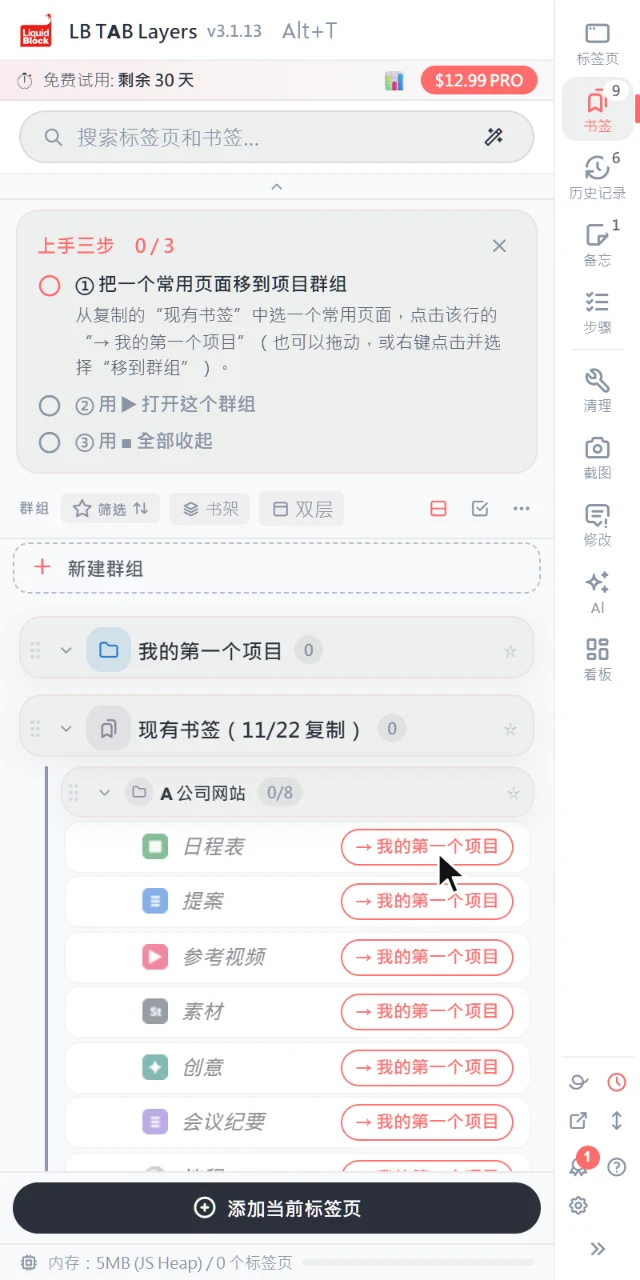 Liquid Block
LB TAB Layers v3.1.13 Alt+T
免费试用: 剩余 30 天
$12.99 PRO
搜索标签页和书签...
上手三步 0 / 3
① 把一个常用页面移到项目群组
从复制的“现有书签”中选一个常用页面，点击该行的
“→ 我的第一个项目”（也可以拖动，或右键点击并选
择“移到群组”）。
② 用 ▶ 打开这个群组
③ 用 ■ 全部收起
群组 筛选 书架 双层
新建群组
我的第一个项目 0
现有书签（11/22 复制） 0
A 公司网站 0/8
日程表 → 我的第一个项目
提案 → 我的第一个项目
参考视频 → 我的第一个项目
St 素材 → 我的第一个项目
创意 → 我的第一个项目
会议纪要 → 我的第一个项目
添加当前标签页
内存：5MB (JS Heap) / 0 个标签页
标签页
9
书签
6
历史记录
1
备忘
步骤
清理
截图
修改
AI
看板
1